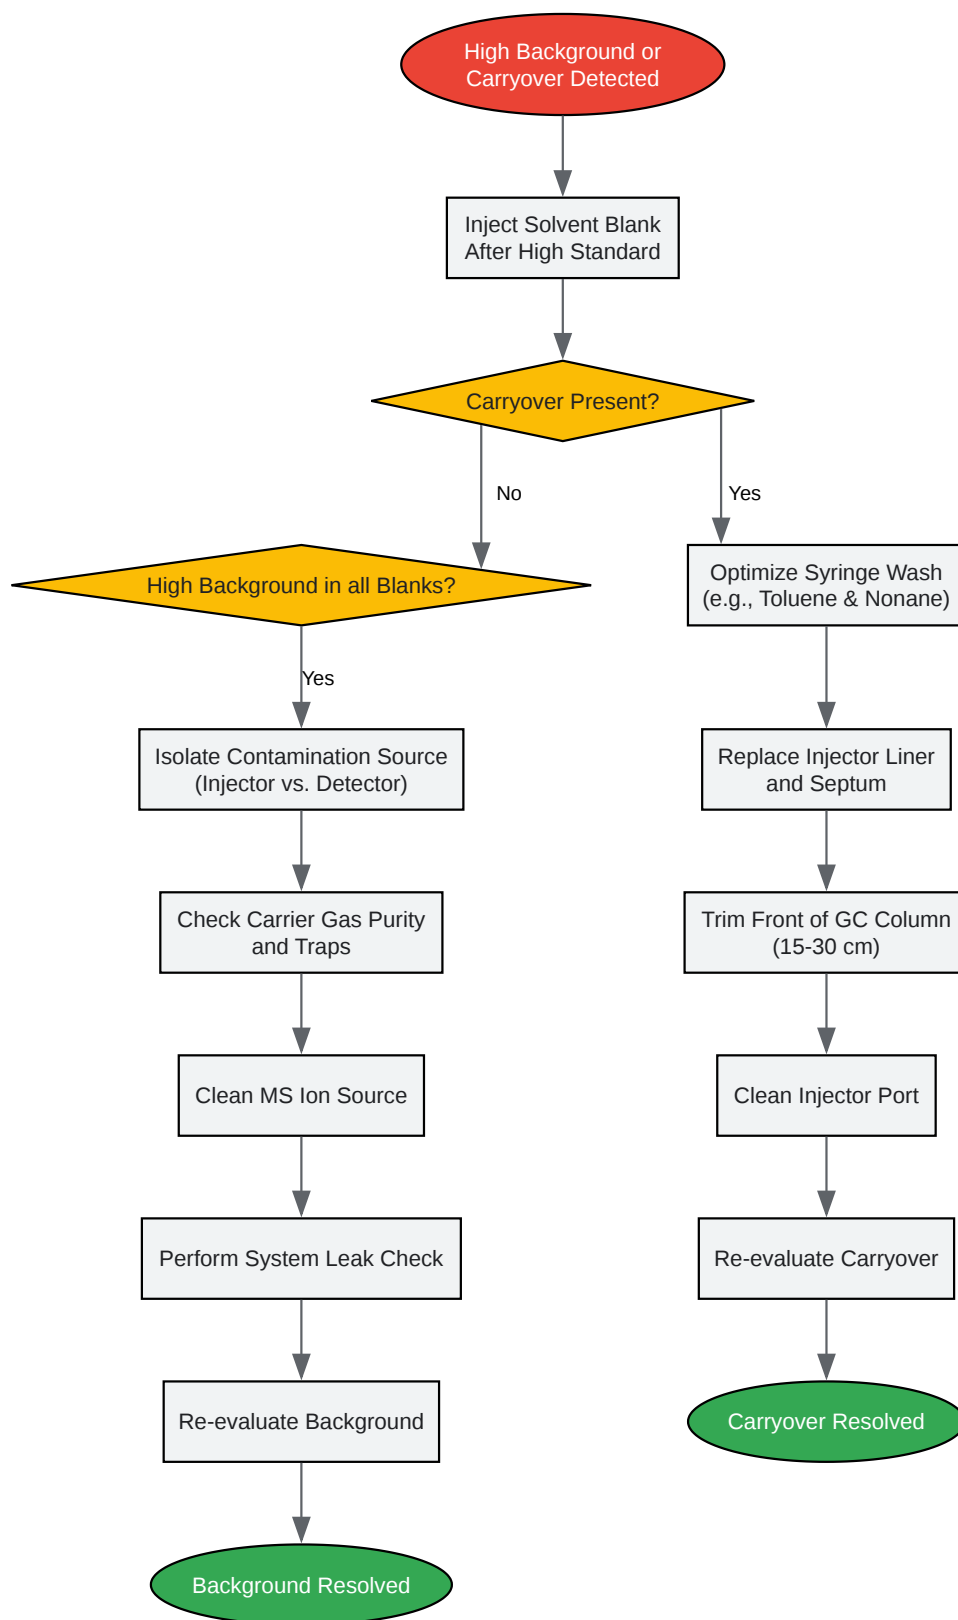 High Background or
Carryover Detected
Inject Solvent Blank
After High Standard
Carryover Present?
No
Yes
High Background in all Blanks?
Optimize Syringe Wash
(e.g., Toluene & Nonane)
Yes
Isolate Contamination Source
(Injector vs. Detector)
Replace Injector Liner
and Septum
Check Carrier Gas Purity
and Traps
Trim Front of GC Column
(15-30 cm)
Clean MS Ion Source
Clean Injector Port
Perform System Leak Check
Re-evaluate Carryover
Re-evaluate Background
Carryover Resolved
Background Resolved